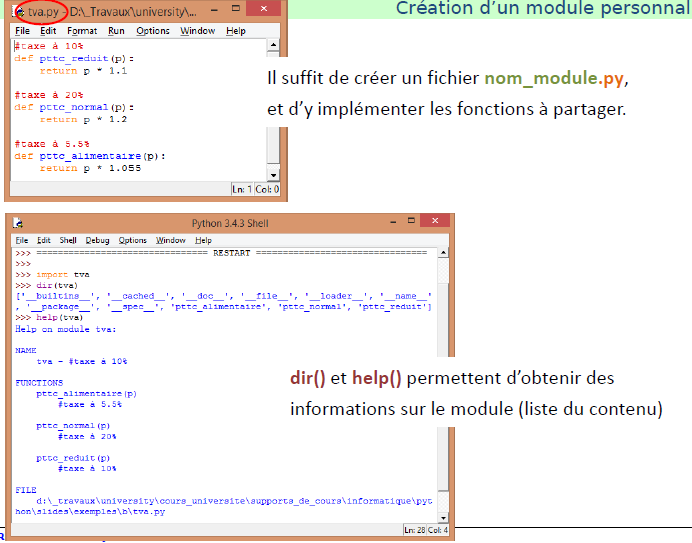 tva.py - D:\_Travaux\university\...
Création d'un module personnal
File Edit Format Run Options Window Help
#taxe à 10%
def pttc_reduit(p):
return p * 1.1
#taxe à 20%
def pttc_normal(p):
return p * 1.2
#taxe à 5.5%
def pttc_alimentaire(p):
return p * 1.055
Ln: 1 Col: 0
Il suffit de créer un fichier nom_module.py,
et d'y implémenter les fonctions à partager.
Python 3.4.3 Shell
File Edit Shell Debug Options Window Help
>>> ================================ RESTART ================================
>>>
>>> import tva
>>> dir(tva)
['__builtins__', '__cached__', '__doc__', '__file__', '__loader__', '__name__'
, '__package__', '__spec__', 'pttc_alimentaire', 'pttc_normal', 'pttc_reduit']
>>> help(tva)
Help on module tva:
NAME
tva - #taxe à 10%
FUNCTIONS
pttc_alimentaire(p)
#taxe à 5.5%
pttc_normal(p)
#taxe à 20%
pttc_reduit(p)
#taxe à 10%
FILE
d:\_travaux\university\cours_universite\supports_de_cours\informatique\pyt
hon\slides\exemples\b\tva.py
Ln: 28 Col: 4
dir() et help() permettent d'obtenir des
informations sur le module (liste du contenu)